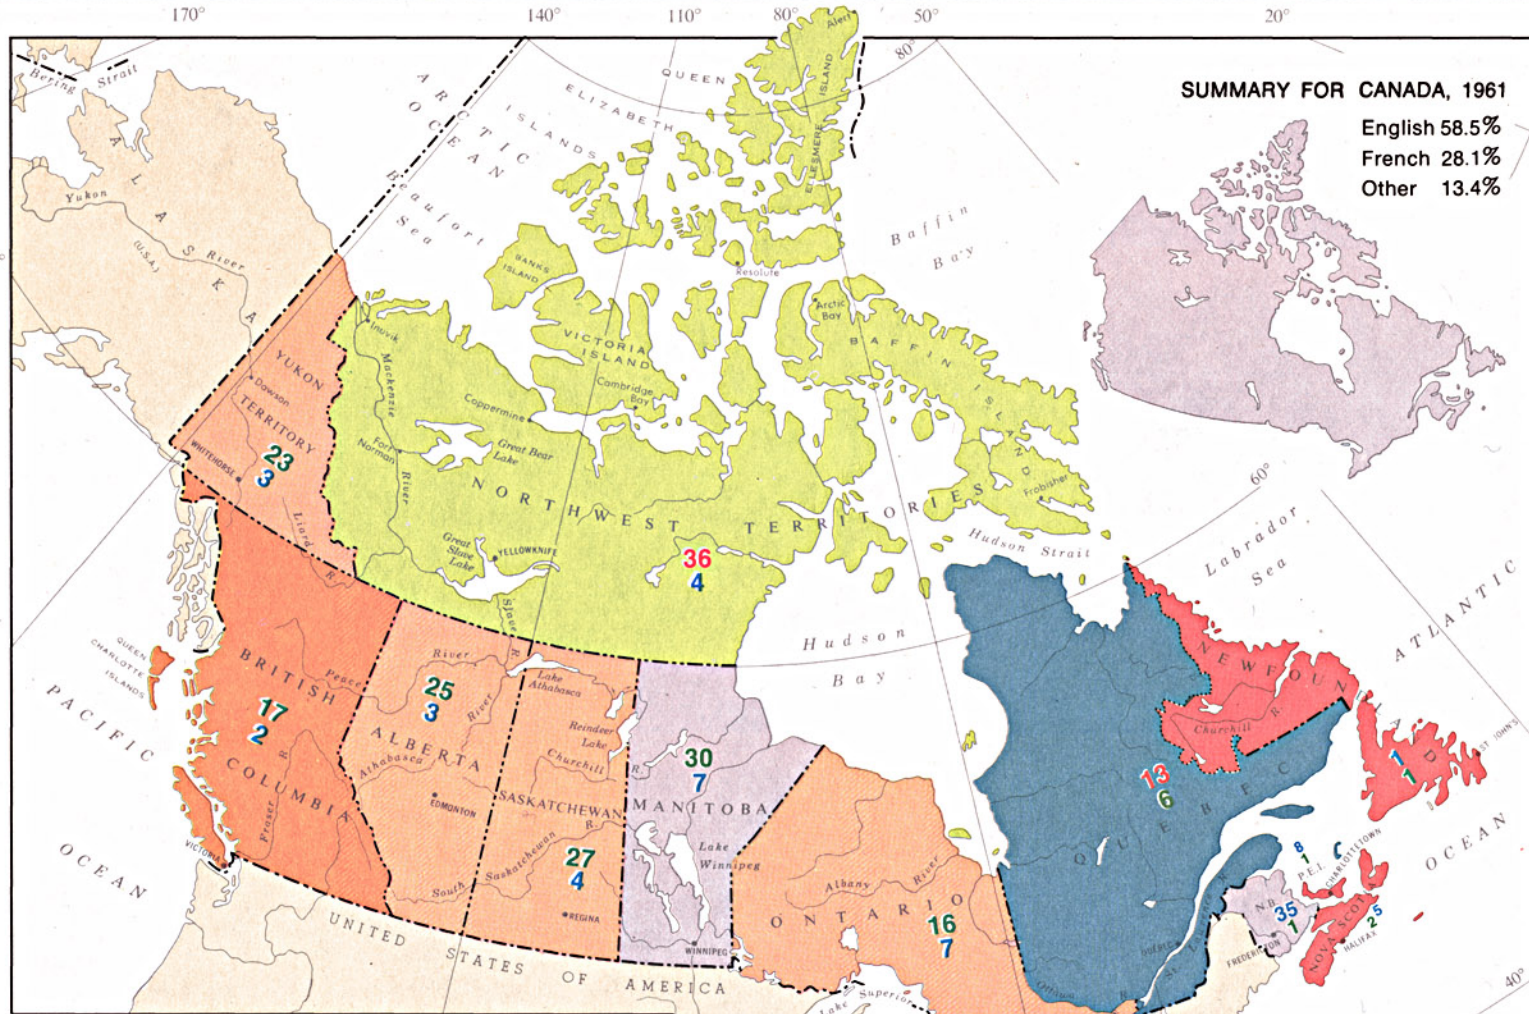 170°
140°
110°
80°
50°
20°
80°
60°
40°
SUMMARY FOR CANADA, 1961
English 58.5%
French 28.1%
Other 13.4%
Bering Strait
ALASKA
(U.S.A.)
Yukon
River
ARCTIC
OCEAN
Beaufort
Sea
QUEEN
ELIZABETH
ISLANDS
Alert
ELLESMERE
ISLAND
Baffin
Bay
BANKS
ISLAND
Resolute
Arctic
Bay
VICTORIA
ISLAND
BAFFIN ISLAND
Cambridge
Bay
Inuvik
Mackenzie
River
Coppermine
Fort
Norman
Great Bear
Lake
YUKON
TERRITORY
Dawson
WHITEHORSE
23
3
Liard
R.
NORTHWEST TERRITORIES
Frobisher
Great
Slave
Lake
YELLOWKNIFE
Slave R.
36
4
Hudson Strait
Labrador
Sea
ATLANTIC
OCEAN
Hudson
Bay
QUEEN
CHARLOTTE
ISLANDS
PACIFIC
OCEAN
BRITISH
COLUMBIA
17
2
Fraser
R.
VICTORIA
Peace
River
25
3
ALBERTA
Athabasca
River
EDMONTON
Lake
Athabasca
Reindeer
Lake
Churchill
R.
SASKATCHEWAN
South
Saskatchewan
R.
27
4
REGINA
30
7
MANITOBA
Lake
Winnipeg
WINNIPEG
Albany
River
ONTARIO
16
7
Lake Superior
13
6
QUEBEC
QUÉBEC
St. Lawrence
R.
Ottawa
R.
NEWFOUNDLAND
Churchill
R.
1
1
ST. JOHN'S
8
1
P.E.I.
CHARLOTTETOWN
N.B.
35
1
FREDERICTON
NOVA SCOTIA
5
2
HALIFAX
UNITED STATES OF AMERICA